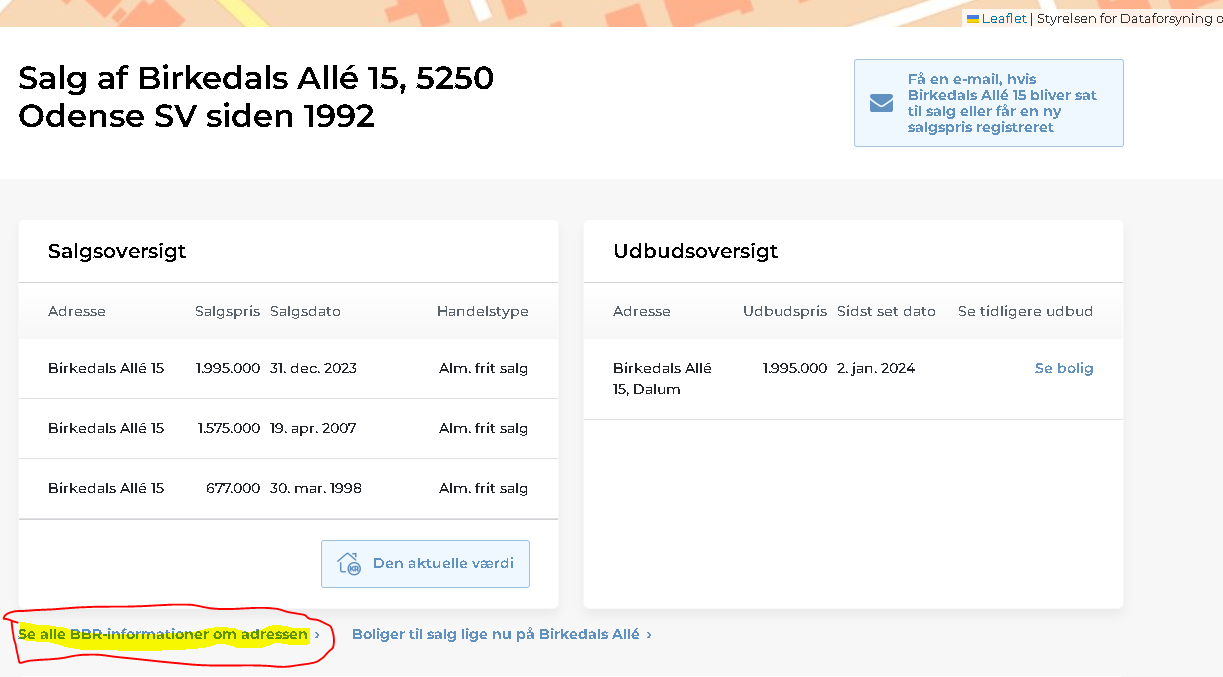 Leaflet | Styrelsen for Dataforsyning o
Salg af Birkedals Allé 15, 5250
Odense SV siden 1992
Få en e-mail, hvis
Birkedals Allé 15 bliver sat
til salg eller får en ny
salgspris registreret
Salgsoversigt
Adresse Salgspris Salgsdato Handelstype
Birkedals Allé 15 1.995.000 31. dec. 2023 Alm. frit salg
Birkedals Allé 15 1.575.000 19. apr. 2007 Alm. frit salg
Birkedals Allé 15 677.000 30. mar. 1998 Alm. frit salg
KR Den aktuelle værdi
Udbudsoversigt
Adresse Udbudspris Sidst set dato Se tidligere udbud
Birkedals Allé 1.995.000 2. jan. 2024 Se bolig
15, Dalum
Se alle BBR-informationer om adressen › Boliger til salg lige nu på Birkedals Allé ›